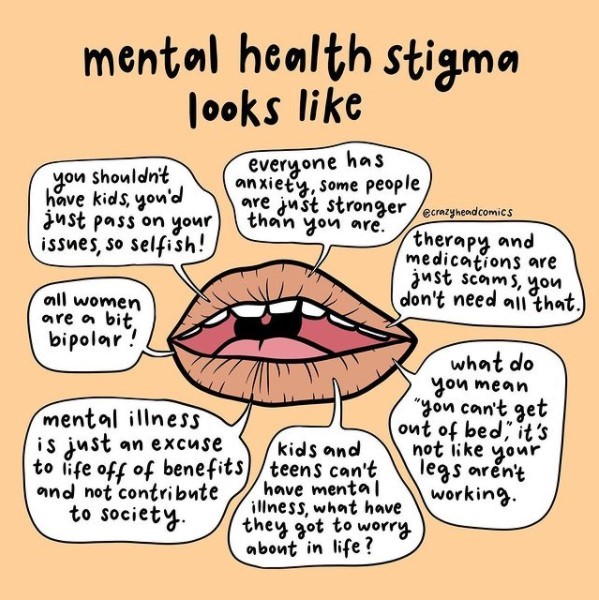 mental health stigma
looks like
you shouldn't
have kids, you'd
just pass on your
issues, so selfish!
everyone has
anxiety, some people
are just stronger
than you are.
@crazyheadcomics
therapy and
medications are
just scams, you
don't need all that.
all women
are a bit
bipolar!
what do
you mean
"you can't get
out of bed," it's
not like your
legs aren't
working.
mental illness
is just an excuse
to life off of benefits
and not contribute
to society.
kids and
teens can't
have mental
illness, what have
they got to worry
about in life?